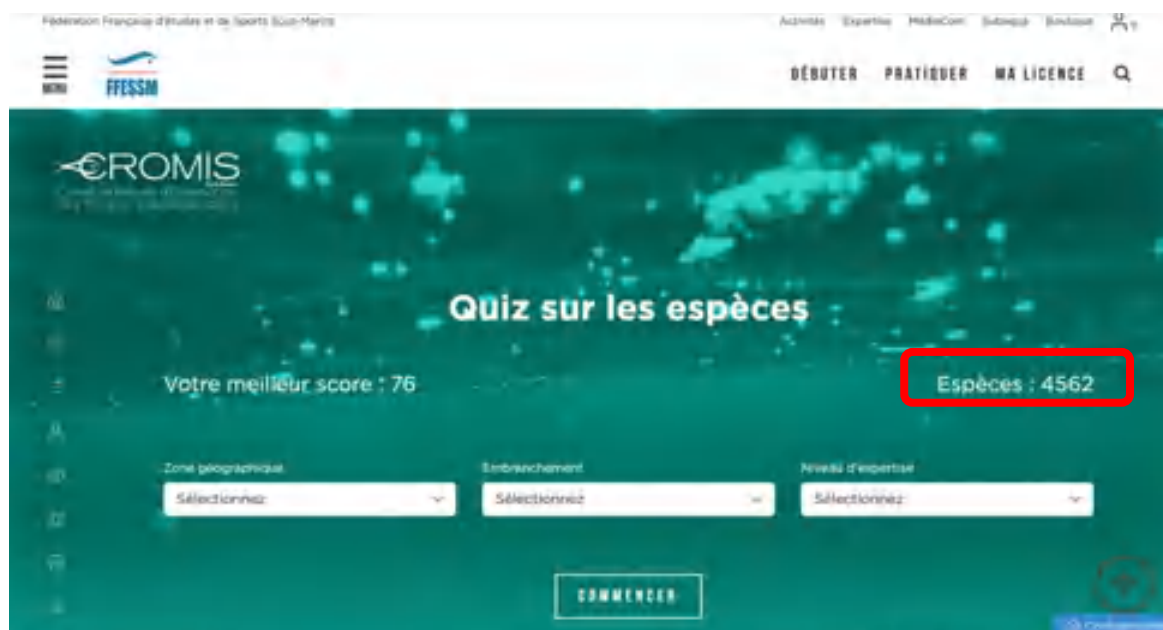 Fédération Française d'études et de Sports Sous-Marins
Activités Expertise Subaqua Boutique
MENU
FFESSM
DÉBUTER PRATIQUER MA LICENCE
CROMIS
Quiz sur les espèces
Votre meilleur score : 76
Espèces : 4562
Zone géographique
Embranchement
Niveau d'expertise
Sélectionnez
Sélectionnez
Sélectionnez
COMMENCER